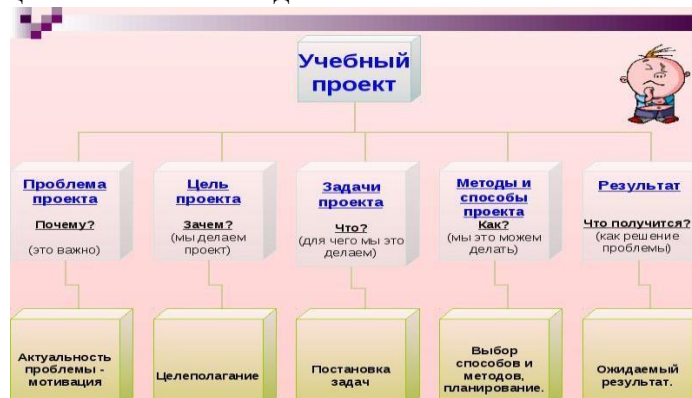 Учебный
проект
Проблема
проекта
Почему?
(это важно)
Цель
проекта
Зачем?
(мы делаем
проект)
Задачи
проекта
Что?
(для чего мы это
делаем)
Методы и
способы
проекта
Как?
(мы это можем
делать)
Результат
Что получится?
(как решение
проблемы)
Актуальность
проблемы -
мотивация
Целеполагание
Постановка
задач
Выбор
способов и
методов,
планирование.
Ожидаемый
результат.